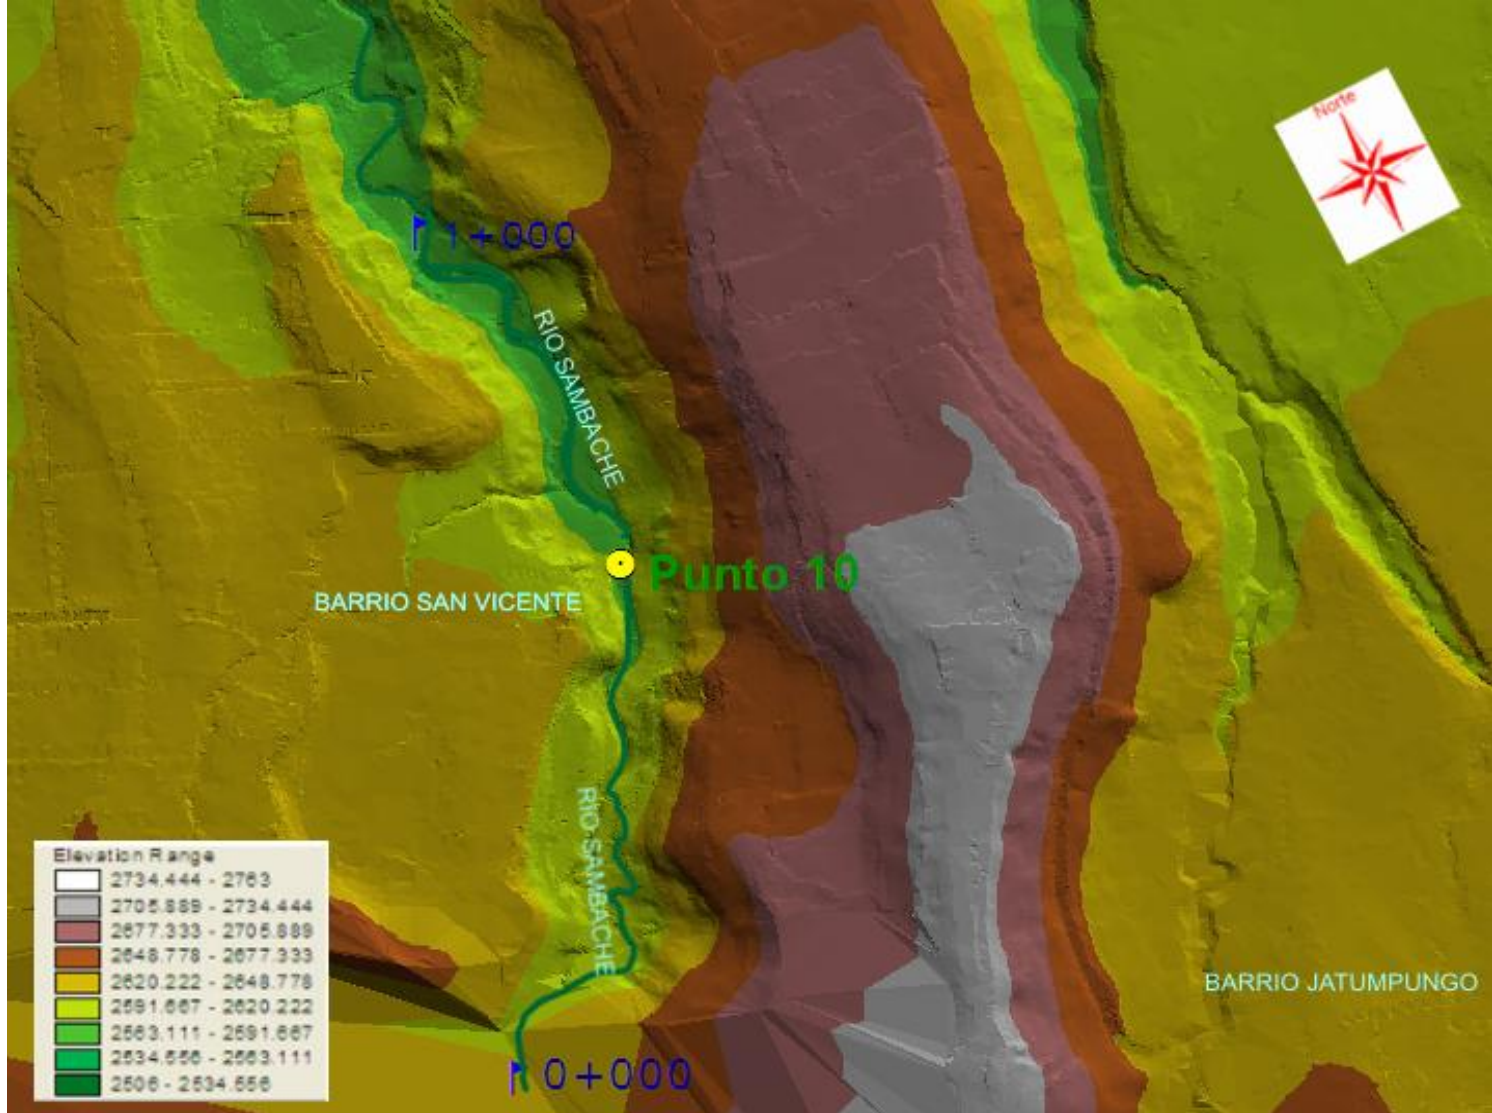 Norte
1+000
RIO SAMBACHE
Punto 10
BARRIO SAN VICENTE
RIO SAMBACHE
Elevation Range
2734.444 - 2763
2705.889 - 2734.444
2677.333 - 2705.889
2648.778 - 2677.333
2620.222 - 2648.778
2591.667 - 2620.222
2563.111 - 2591.667
2534.556 - 2563.111
2506 - 2534.556
BARRIO JATUMPUNGO
0+000